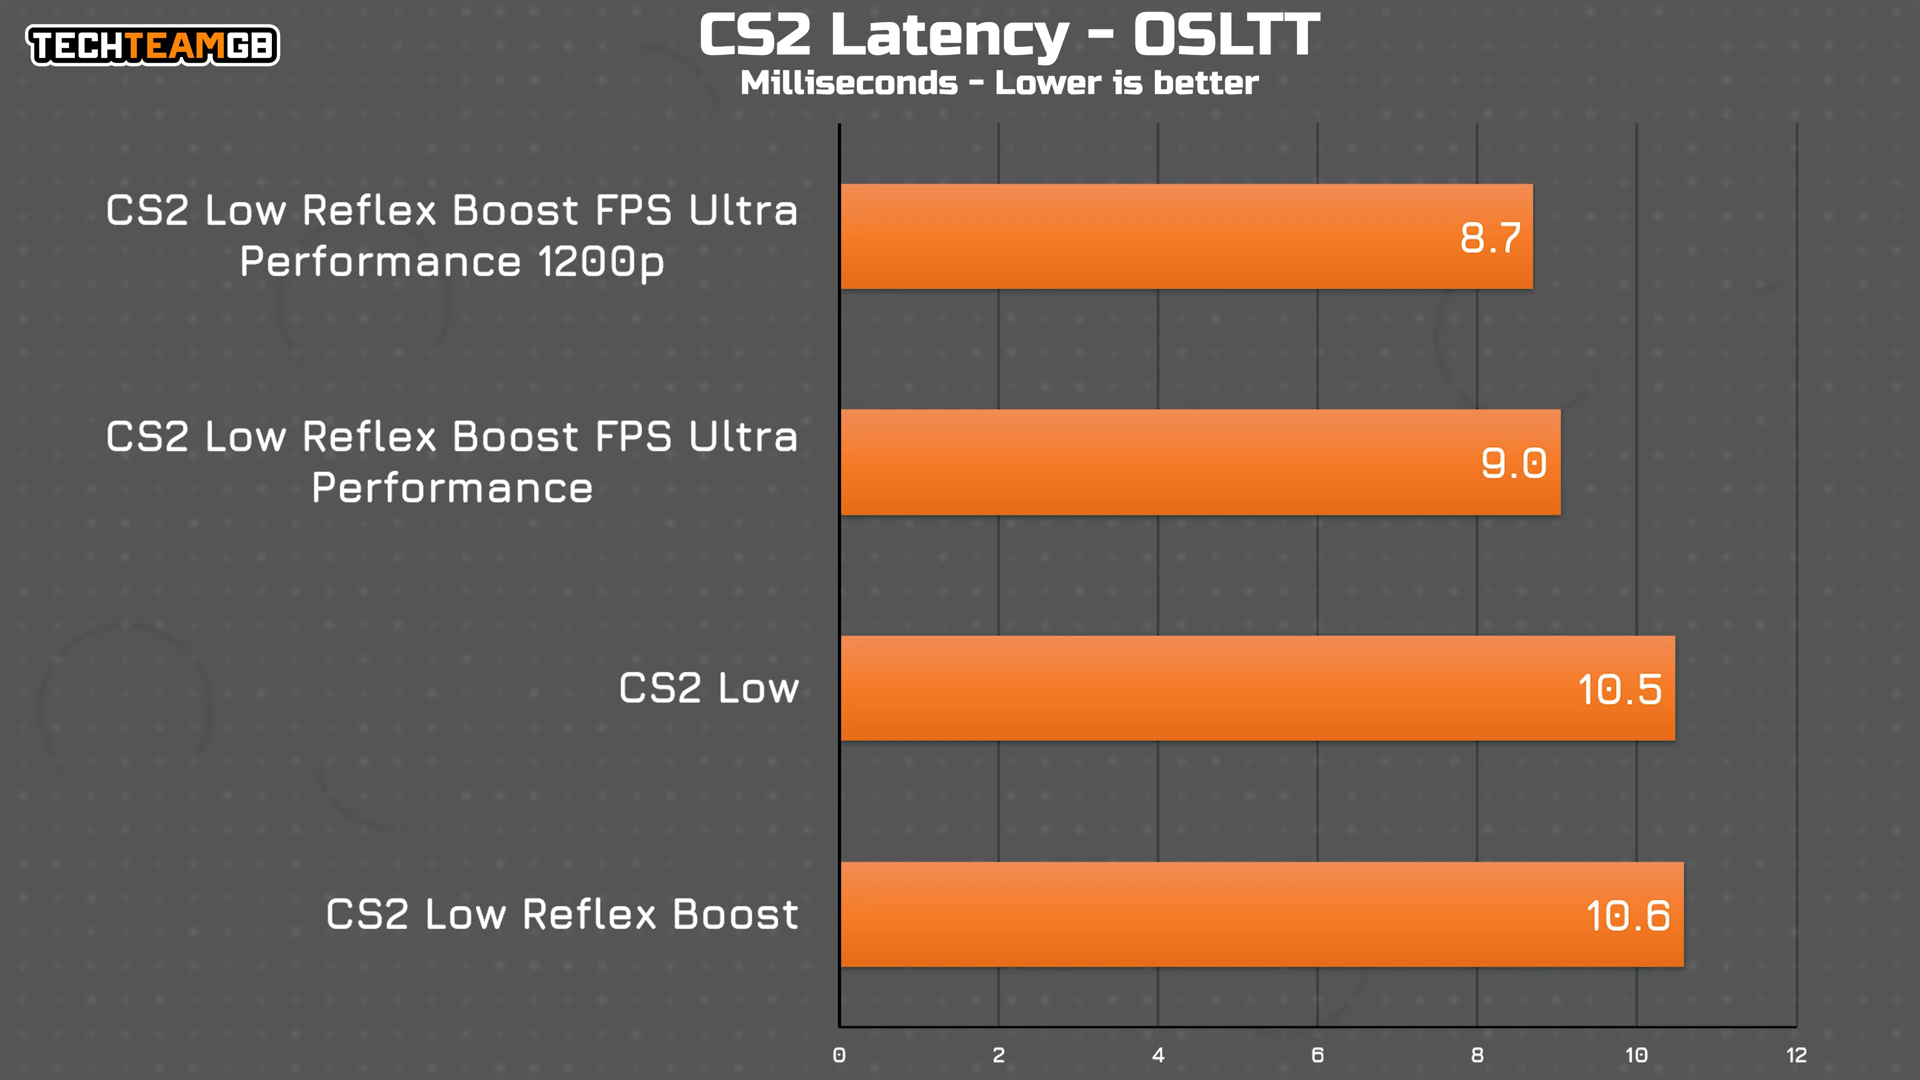 TECHTEAMGB
CS2 Latency - OSLTT
Milliseconds - Lower is better
CS2 Low Reflex Boost FPS Ultra
Performance 1200p
8.7
CS2 Low Reflex Boost FPS Ultra
Performance
9.0
CS2 Low
10.5
CS2 Low Reflex Boost
10.6
0 2 4 6 8 10 12